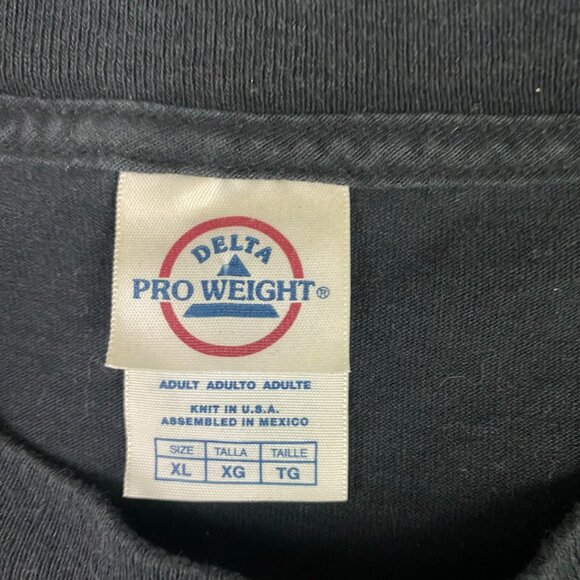 DELTA
PRO WEIGHT®
ADULT ADULTO ADULTE
KNIT IN U.S.A.
ASSEMBLED IN MEXICO
SIZE TALLA TAILLE
XL XG TG